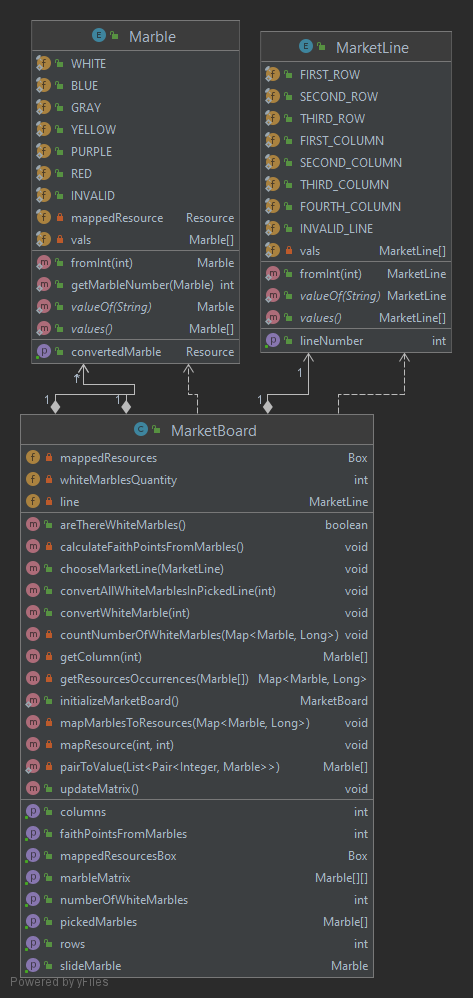 Marble
WHITE
BLUE
GRAY
YELLOW
PURPLE
RED
INVALID
mappedResource Resource
vals Marble[]
fromInt(int) Marble
getMarbleNumber(Marble) int
valueOf(String) Marble
values() Marble[]
convertedMarble Resource
MarketLine
FIRST_ROW
SECOND_ROW
THIRD_ROW
FIRST_COLUMN
SECOND_COLUMN
THIRD_COLUMN
FOURTH_COLUMN
INVALID_LINE
vals MarketLine[]
fromInt(int) MarketLine
valueOf(String) MarketLine
values() MarketLine[]
lineNumber int
1
1
1
1
1
MarketBoard
mappedResources Box
whiteMarblesQuantity int
line MarketLine
areThereWhiteMarbles() boolean
calculateFaithPointsFromMarbles() void
chooseMarketLine(MarketLine) void
convertAllWhiteMarblesInPickedLine(int) void
convertWhiteMarble(int) void
countNumberOfWhiteMarbles(Map<Marble, Long>) void
getColumn(int) Marble[]
getResourcesOccurrences(Marble[]) Map<Marble, Long>
initializeMarketBoard() MarketBoard
mapMarblesToResources(Map<Marble, Long>) void
mapResource(int, int) void
pairToValue(List<Pair<Integer, Marble>>) Marble[]
updateMatrix() void
columns int
faithPointsFromMarbles int
mappedResourcesBox Box
marbleMatrix Marble[][]
numberOfWhiteMarbles int
pickedMarbles Marble[]
rows int
slideMarble Marble
Powered by yFiles